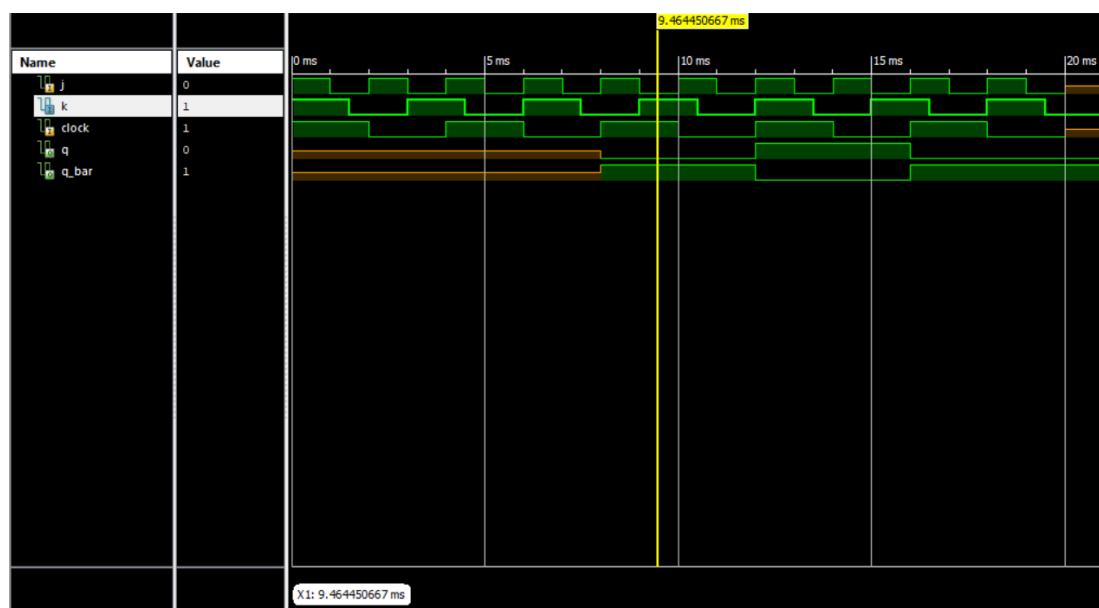 9.464450667 ms
Name Value
0 ms 5 ms 10 ms 15 ms 20 ms
j 0
k 1
clock 1
q 0
q_bar 1
X1: 9.464450667 ms